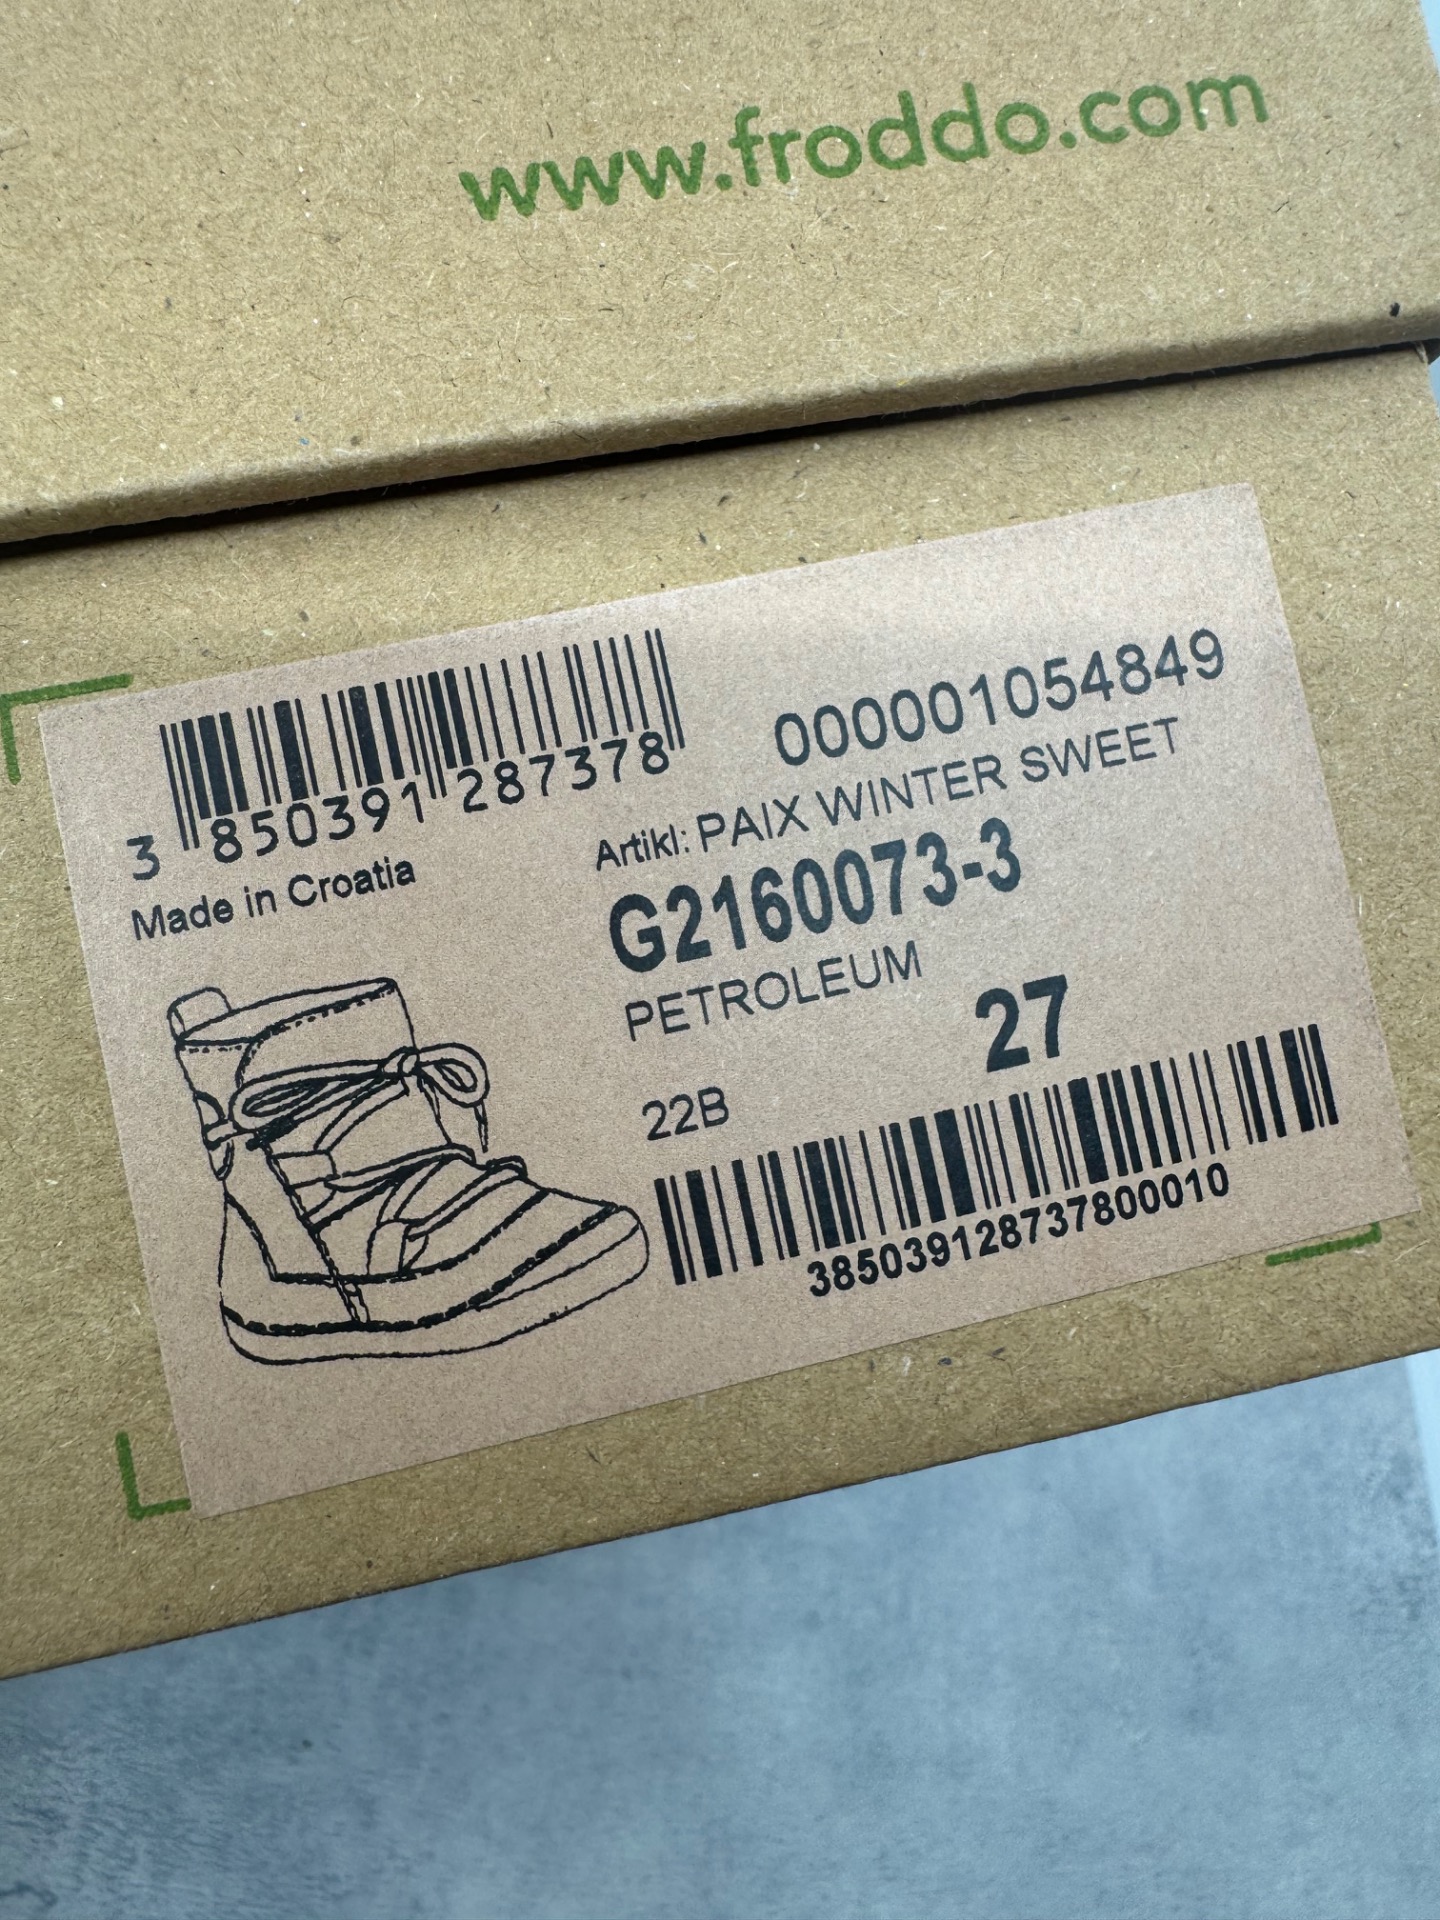 www.froddo.com
000001054849
3 850391 287378
Artikl: PAIX WINTER SWEET
Made in Croatia
G2160073-3
PETROLEUM
27
22B
385039128737800010